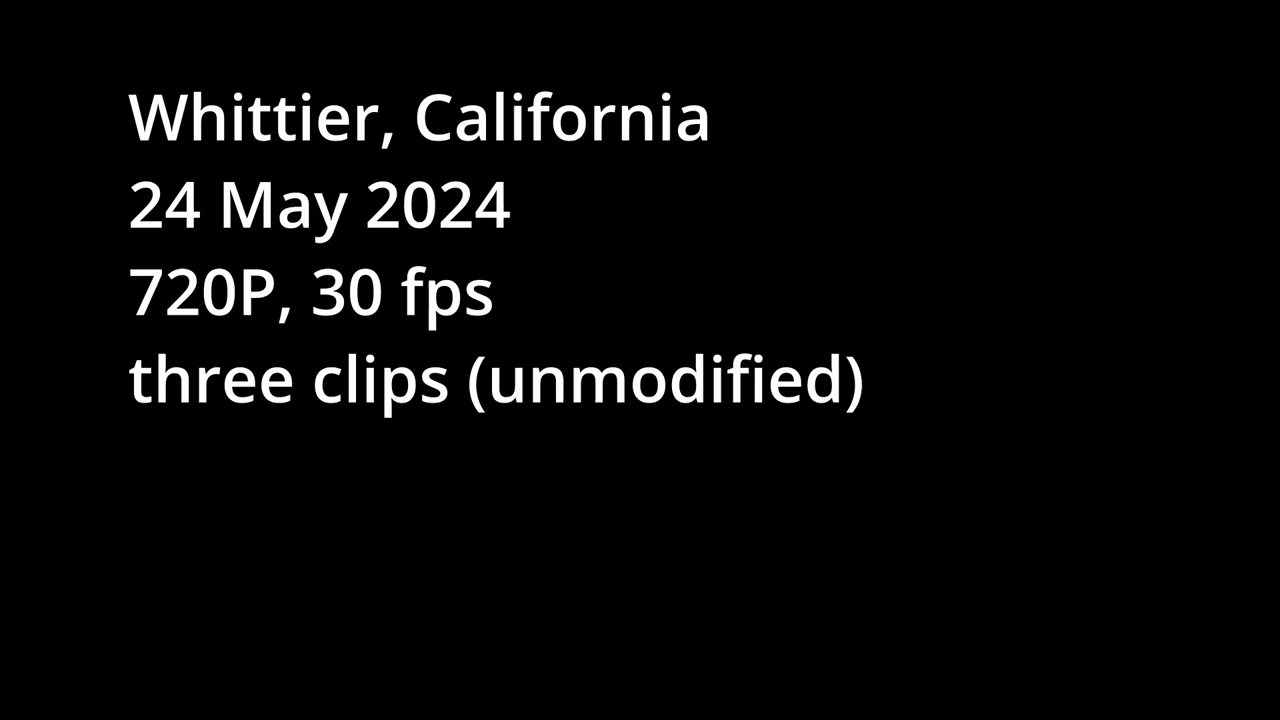 Whittier, California
24 May 2024
720P, 30 fps
three clips (unmodified)